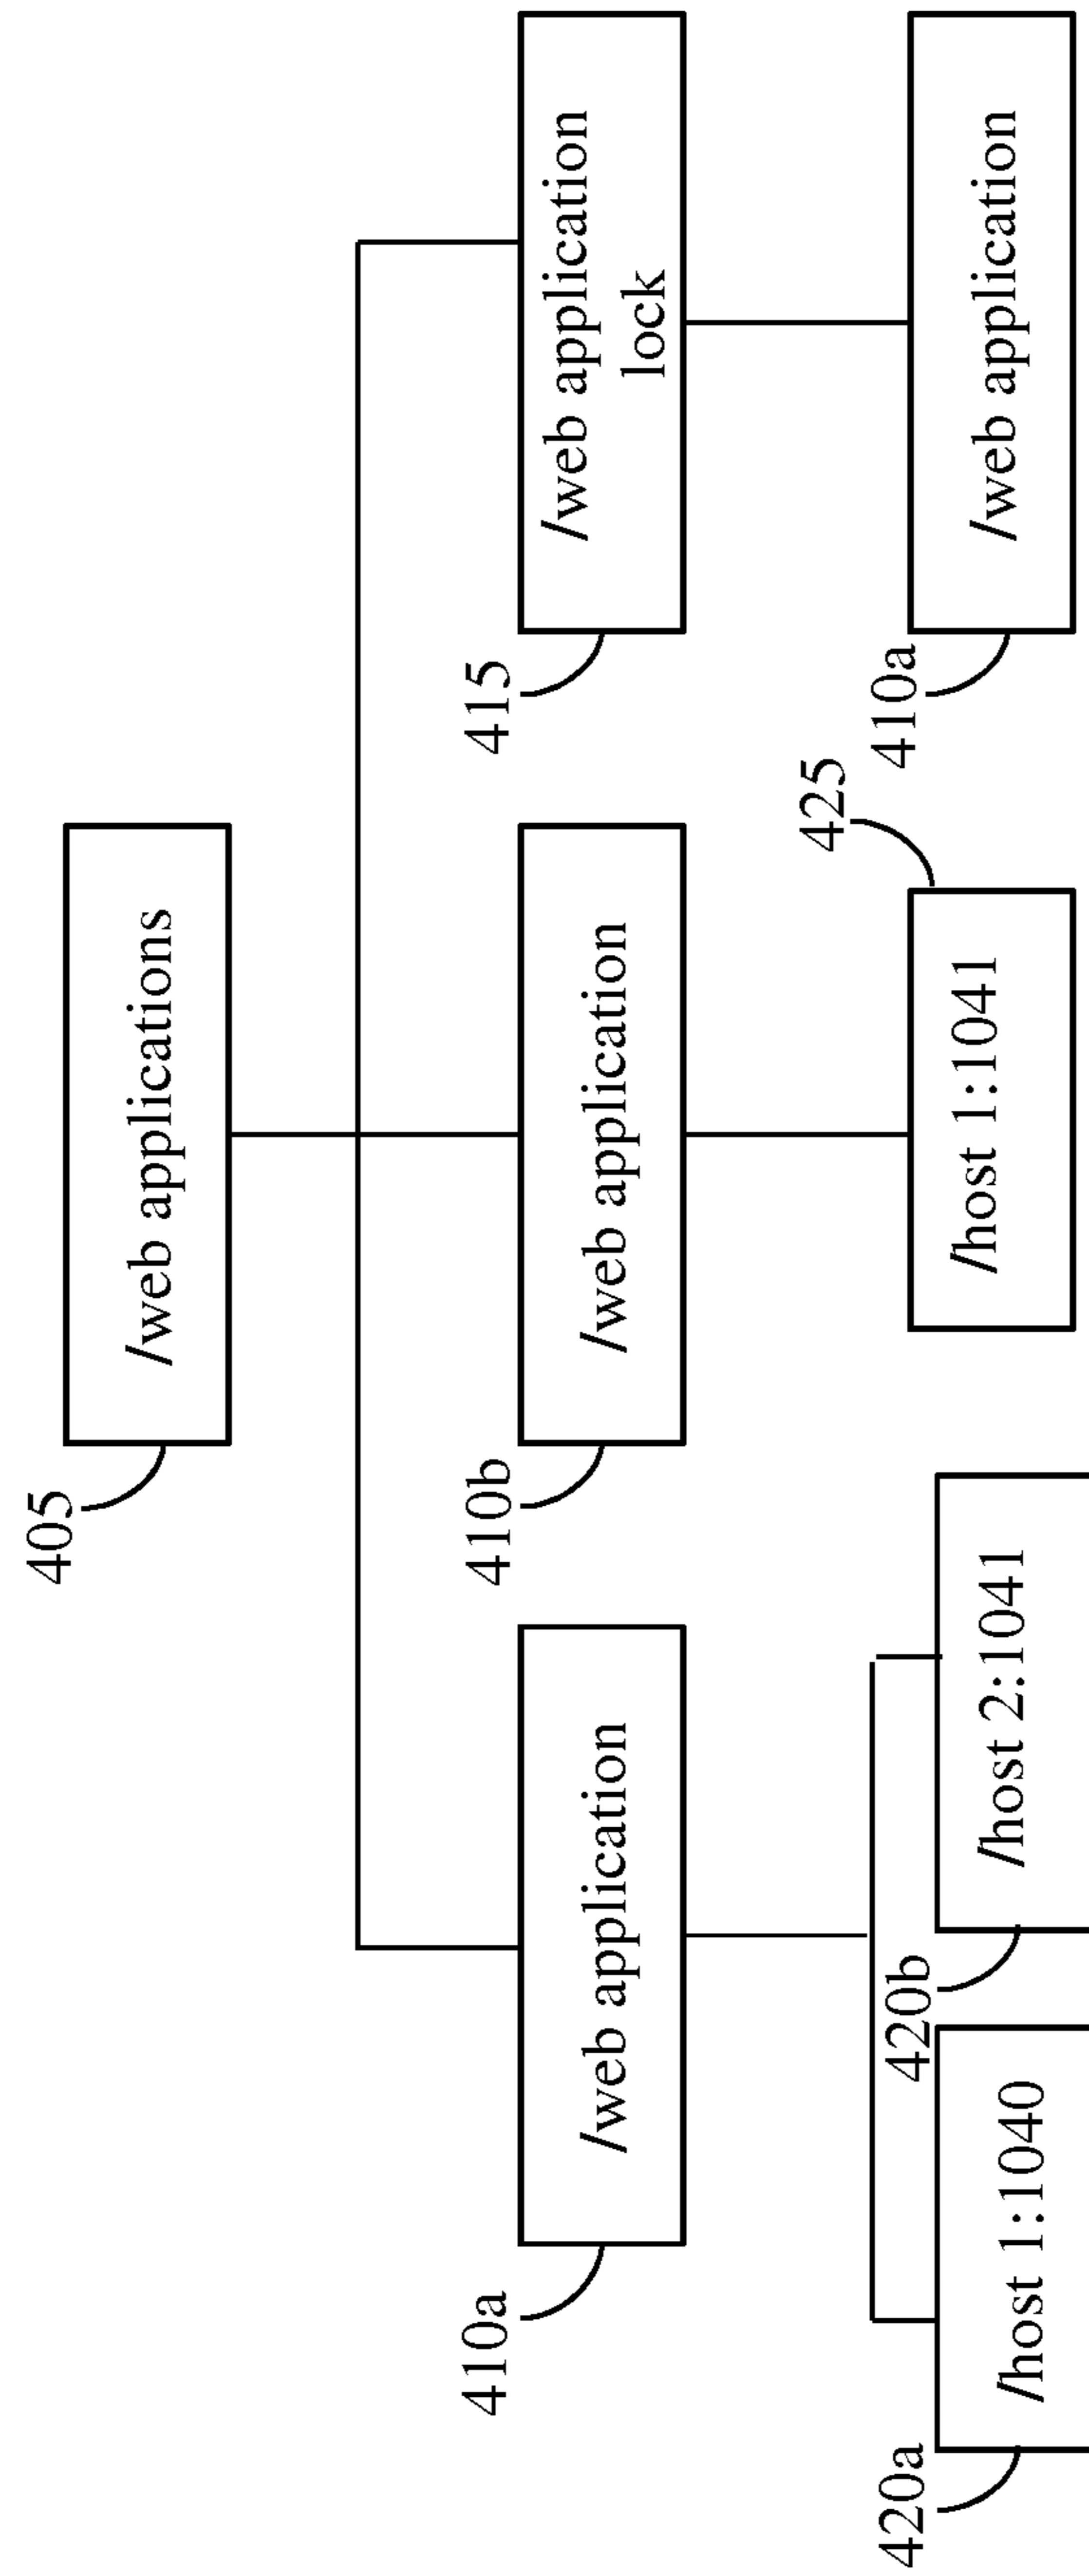 405
/web applications
410a
/web application
410b
/web application
415
/web application
lock
420a
/host 1:1040
420b
/host 2:1041
425
/host 1:1041
410a
/web application